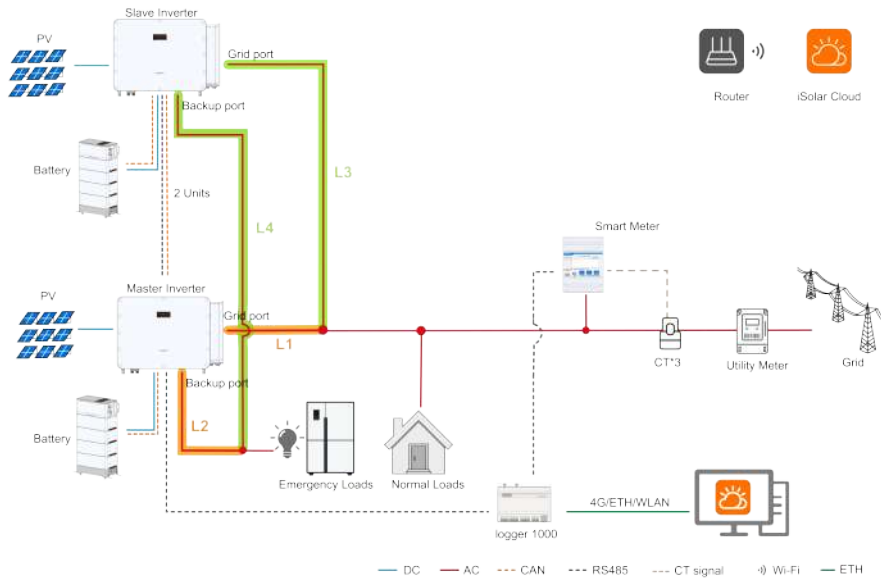 Slave Inverter
PV
Grid port
Backup port
Router
iSolar Cloud
Battery
2 Units
L3
L4
Smart Meter
Master Inverter
PV
Grid port
L1
CT*3
Utility Meter
Grid
Backup port
L2
Battery
Emergency Loads
Normal Loads
4G/ETH/WLAN
logger 1000
DC
AC
CAN
RS485
CT signal
Wi-Fi
ETH